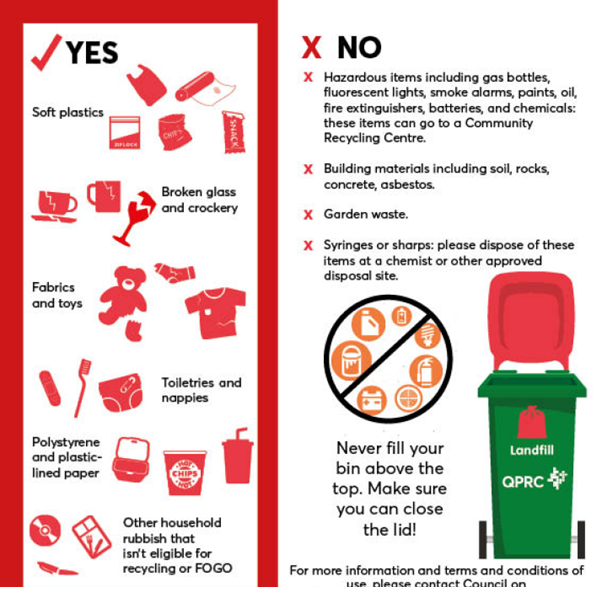 YES
Soft plastics
ZIPLOCK
CHIPS
SNACK
Broken glass
and crockery
Fabrics
and toys
Toiletries and
nappies
Polystyrene
and plastic-
lined paper
HOT
CHIPS
HOT
Other household
rubbish that
isn't eligible for
recycling or FOGO
X NO
X Hazardous items including gas bottles,
fluorescent lights, smoke alarms, paints, oil,
fire extinguishers, batteries, and chemicals:
these items can go to a Community
Recycling Centre.
X Building materials including soil, rocks,
concrete, asbestos.
X Garden waste.
X Syringes or sharps: please dispose of these
items at a chemist or other approved
disposal site.
Never fill your
bin above the
top. Make sure
you can close
the lid!
Landfill
QPRC
For more information and terms and conditions of
use, please contact Council on